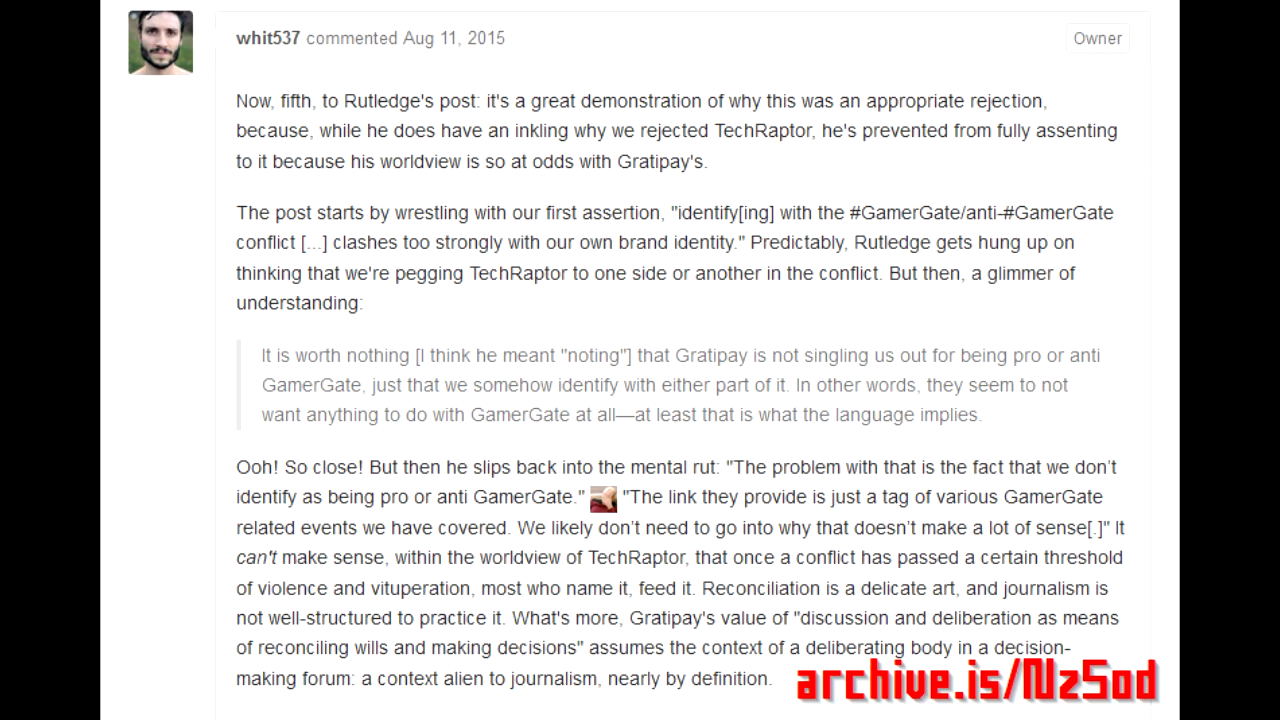 whit537 commented Aug 11, 2015
Owner
Now, fifth, to Rutledge's post: it's a great demonstration of why this was an appropriate rejection,
because, while he does have an inkling why we rejected TechRaptor, he's prevented from fully assenting
to it because his worldview is so at odds with Gratipay's.
The post starts by wrestling with our first assertion, "identify[ing] with the #GamerGate/anti-#GamerGate
conflict [...] clashes too strongly with our own brand identity." Predictably, Rutledge gets hung up on
thinking that we're pegging TechRaptor to one side or another in the conflict. But then, a glimmer of
understanding:
It is worth nothing [I think he meant "noting"] that Gratipay is not singling us out for being pro or anti
GamerGate, just that we somehow identify with either part of it. In other words, they seem to not
want anything to do with GamerGate at all—at least that is what the language implies.
Ooh! So close! But then he slips back into the mental rut: "The problem with that is the fact that we don't
identify as being pro or anti GamerGate." "The link they provide is just a tag of various GamerGate
related events we have covered. We likely don't need to go into why that doesn't make a lot of sense[.]" It
can't make sense, within the worldview of TechRaptor, that once a conflict has passed a certain threshold
of violence and vituperation, most who name it, feed it. Reconciliation is a delicate art, and journalism is
not well-structured to practice it. What's more, Gratipay's value of "discussion and deliberation as means
of reconciling wills and making decisions" assumes the context of a deliberating body in a decision-
making forum: a context alien to journalism, nearly by definition.
archive.is/Nz5od